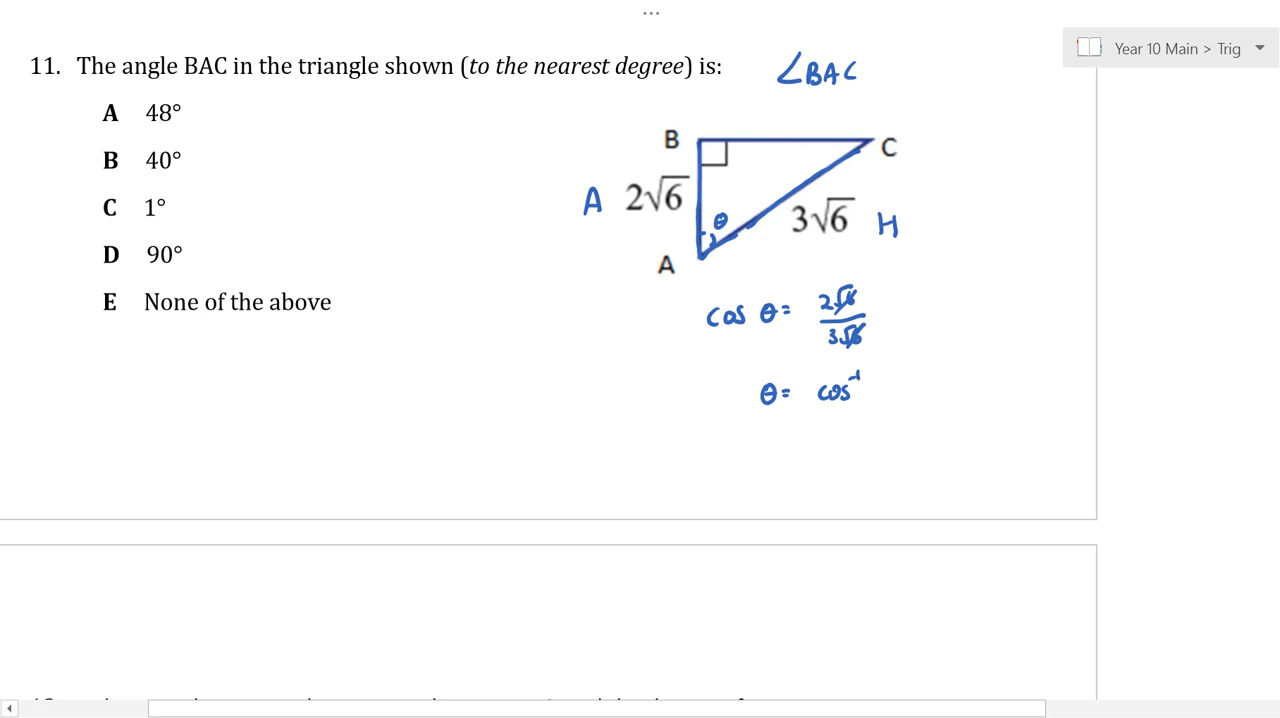 ...
Year 10 Main > Trig
11. The angle BAC in the triangle shown (to the nearest degree) is:
∠BAC
A 48°
B 40°
C 1°
D 90°
E None of the above
B
C
A 2√6
θ
3√6 H
A
cos θ = 2√6 / 3√6
θ = cos⁻¹